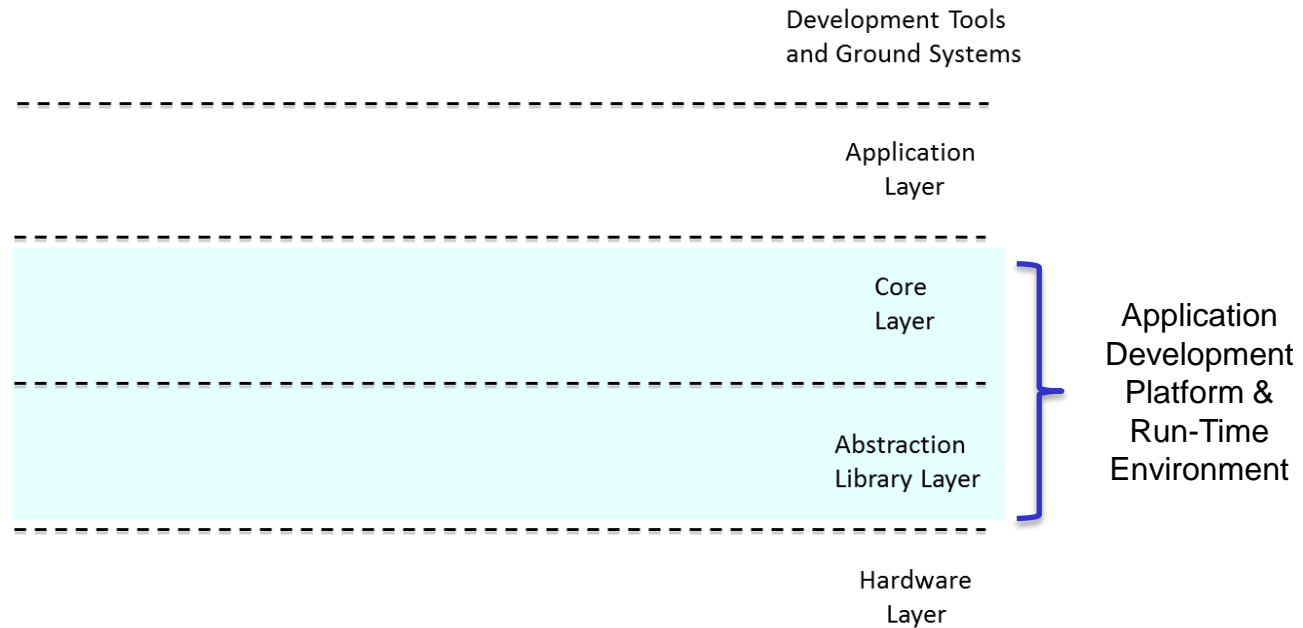 Development Tools
and Ground Systems
Application
Layer
Core
Layer
Application
Development
Platform &
Run-Time
Environment
Abstraction
Library Layer
Hardware
Layer